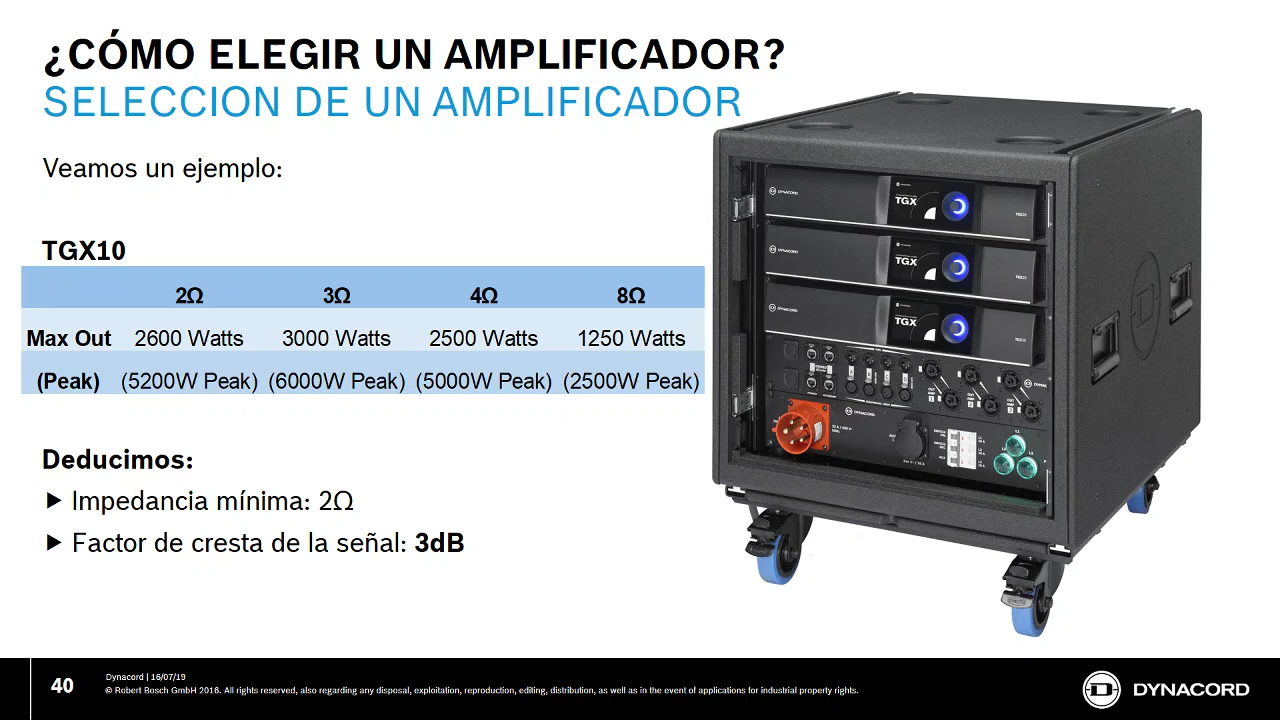 ¿CÓMO ELEGIR UN AMPLIFICADOR?
SELECCION DE UN AMPLIFICADOR
Veamos un ejemplo:
TGX10
2Ω 3Ω 4Ω 8Ω
Max Out 2600 Watts 3000 Watts 2500 Watts 1250 Watts
(Peak) (5200W Peak) (6000W Peak) (5000W Peak) (2500W Peak)
Deducimos:
Impedancia mínima: 2Ω
Factor de cresta de la señal: 3dB
DYNACORD
TGX
DYNACORD
TGX
DYNACORD
TGX
DYNACORD
40
Dynacord | 16/07/19
© Robert Bosch GmbH 2016. All rights reserved, also regarding any disposal, exploitation, reproduction, editing, distribution, as well as in the event of applications for industrial property rights.
DYNACORD